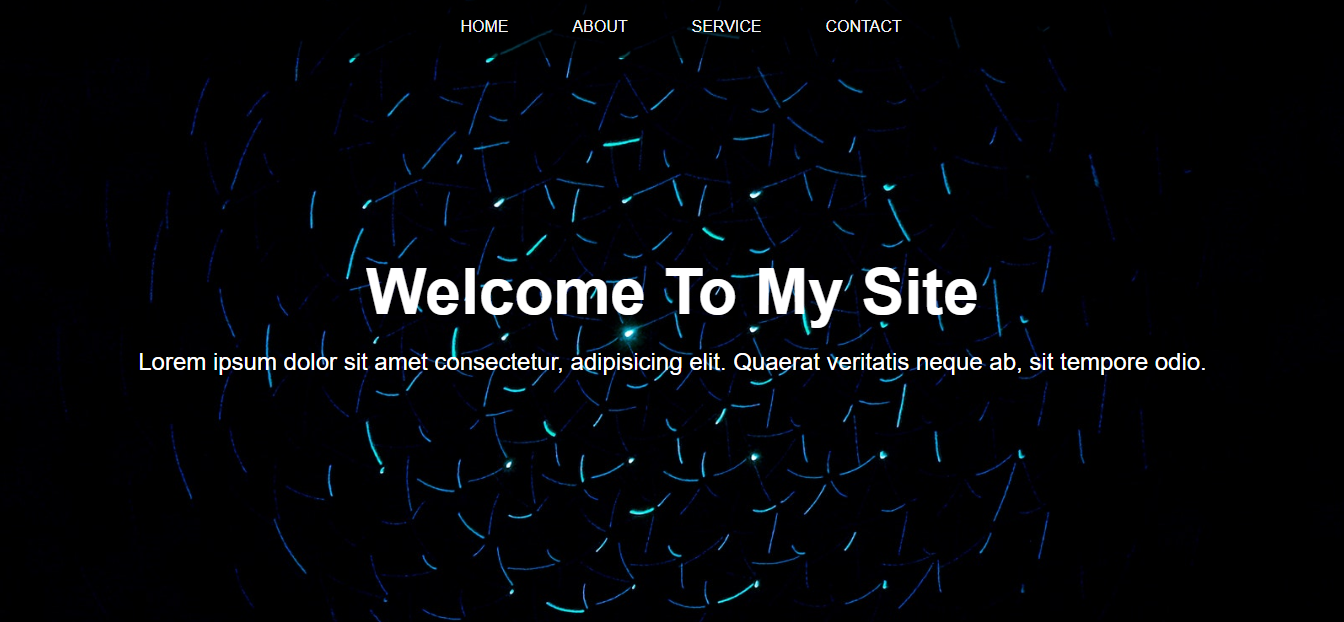 HOME ABOUT SERVICE CONTACT
Welcome To My Site
Lorem ipsum dolor sit amet consectetur, adipisicing elit. Quaerat veritatis neque ab, sit tempore odio.